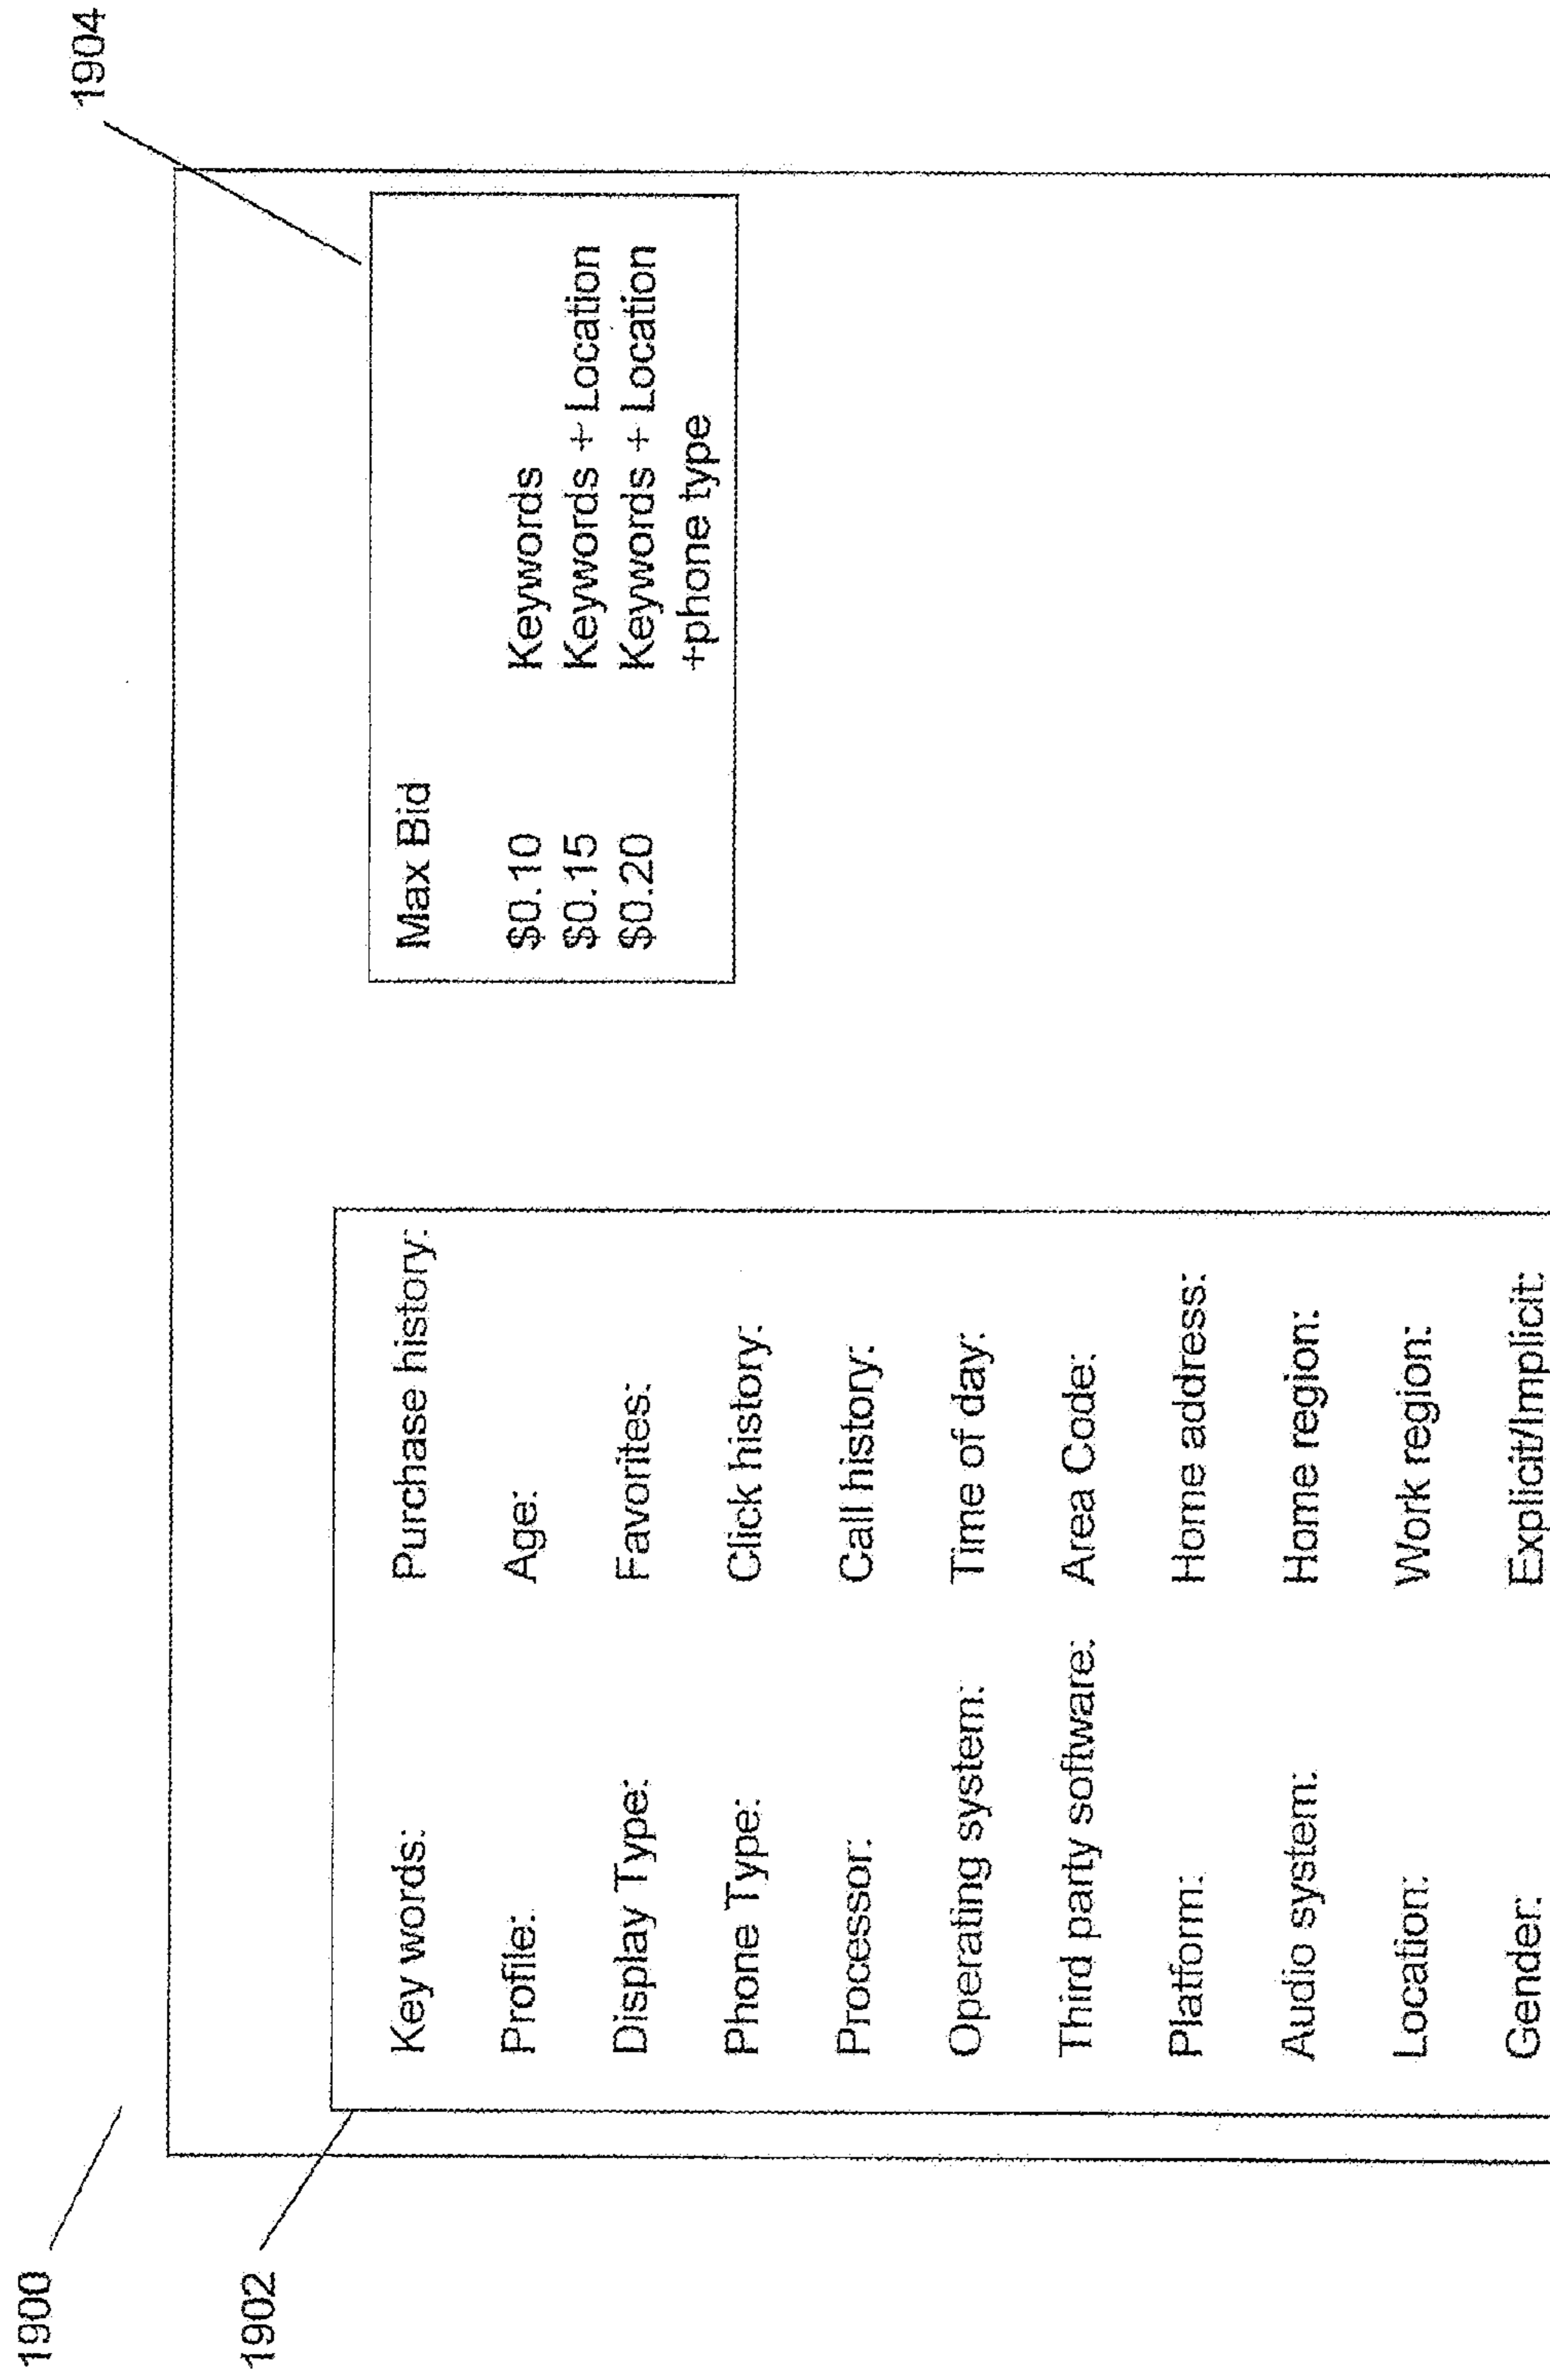 1900
1902
1904
Key words: Purchase history:
Profile: Age:
Display Type: Favorites:
Phone Type: Click history:
Processor: Call history:
Operating system: Time of day:
Third party software: Area Code:
Platform: Home address:
Audio system: Home region:
Location: Work region:
Gender: Explicit/Implicit:
Max Bid
$0.10 Keywords
$0.15 Keywords + Location
$0.20 Keywords + Location
+phone type